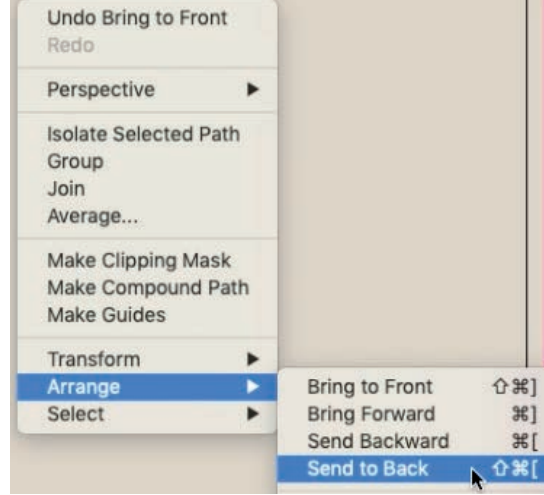 Undo Bring to Front
Redo
Perspective ▶
Isolate Selected Path
Group
Join
Average...
Make Clipping Mask
Make Compound Path
Make Guides
Transform ▶
Arrange ▶
Select ▶
Bring to Front ⇧⌘]
Bring Forward ⌘]
Send Backward ⌘[
Send to Back ⇧⌘[